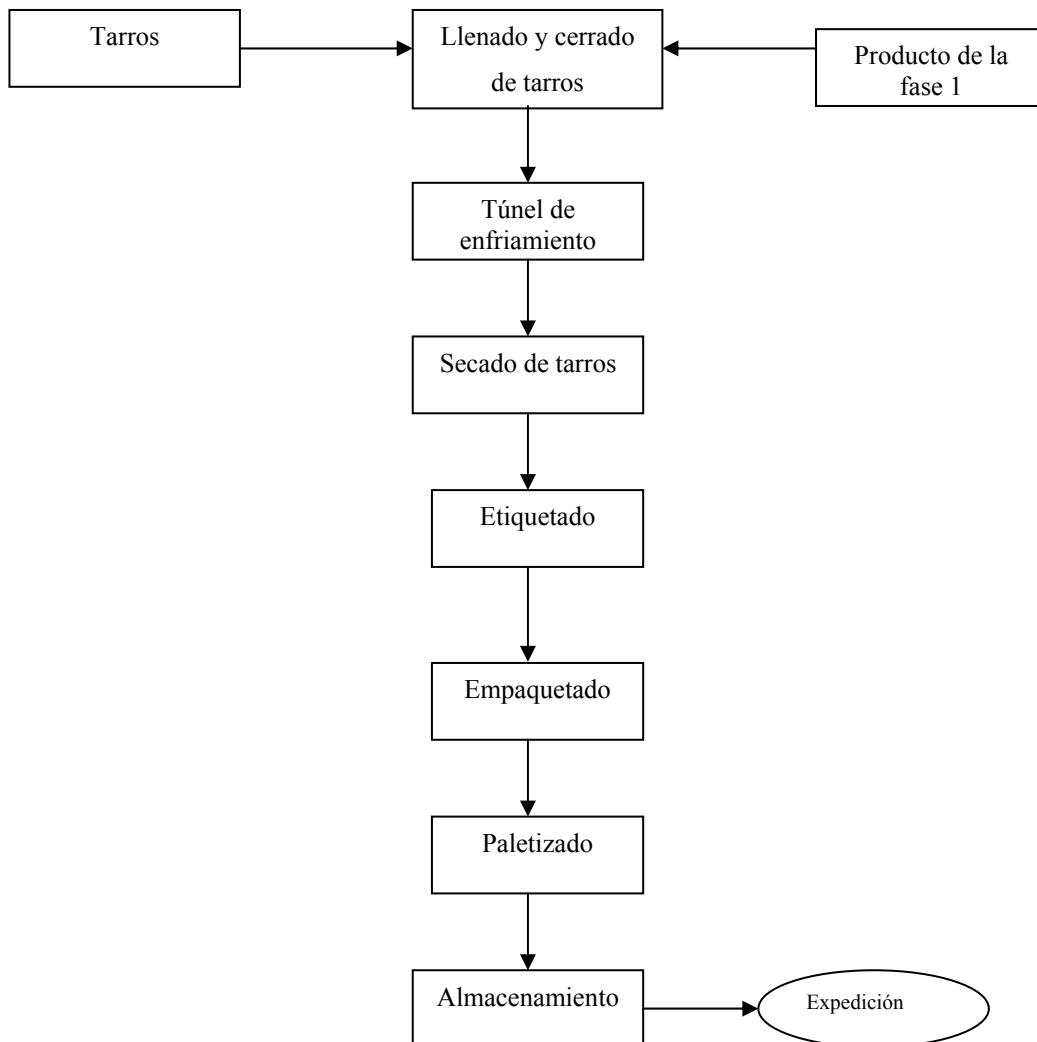 Tarros
Llenado y cerrado
de tarros
Producto de la
fase 1
Túnel de
enfriamiento
Secado de tarros
Etiquetado
Empaquetado
Paletizado
Almacenamiento
Expedición